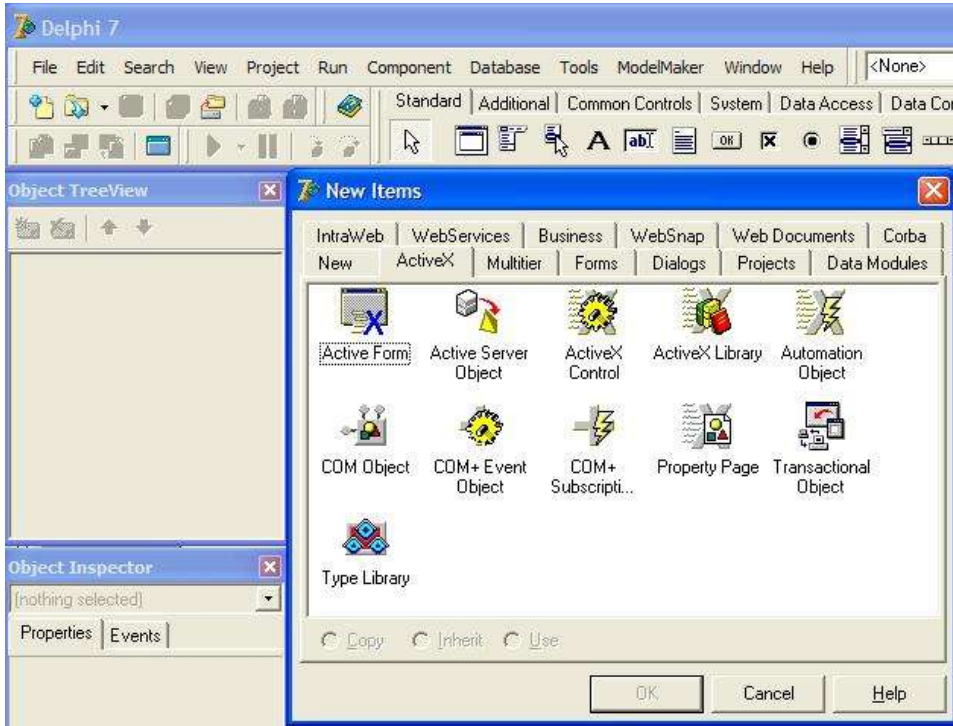 Delphi 7
File Edit Search View Project Run Component Database Tools ModelMaker Window Help <None>
Standard Additional Common Controls System Data Access Data Co
A abI OK
Object TreeView
New Items
IntraWeb WebServices Business WebSnap Web Documents Corba
New ActiveX Multitier Forms Dialogs Projects Data Modules
Active Form
Active Server Object
ActiveX Control
ActiveX Library
Automation Object
COM Object
COM+ Event Object
COM+ Subscripti...
Property Page
Transactional Object
Type Library
Object Inspector
(nothing selected)
Properties Events
Copy Inherit Use
OK Cancel Help